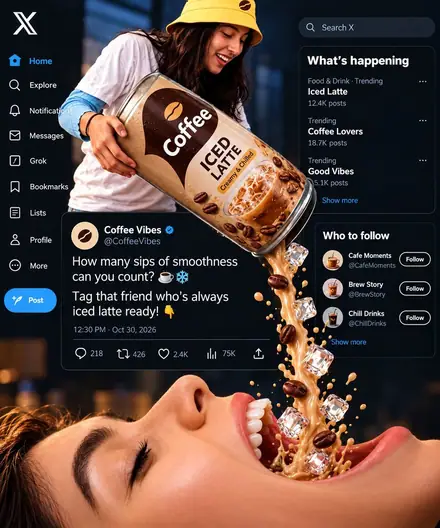 X
Search X
Home
Explore
Notification
Messages
Grok
Bookmarks
Lists
Profile
More
Post
What's happening
Food & Drink · Trending
Iced Latte
12.4K posts
Trending
Coffee Lovers
18.7K posts
Trending
Good Vibes
5.1K posts
Show more
Coffee
ICED
LATTE
Creamy & Chilled
Coffee Vibes
@CoffeeVibes
How many sips of smoothness
can you count? ☕❄️
Tag that friend who's always
iced latte ready! 👇
12:30 PM · Oct 30, 2026
218 426 2.4K 75K
Who to follow
Cafe Moments
@CafeMoments
Follow
Brew Story
@BrewStory
Follow
Chill Drinks
@ChillDrinks
Follow
Show more